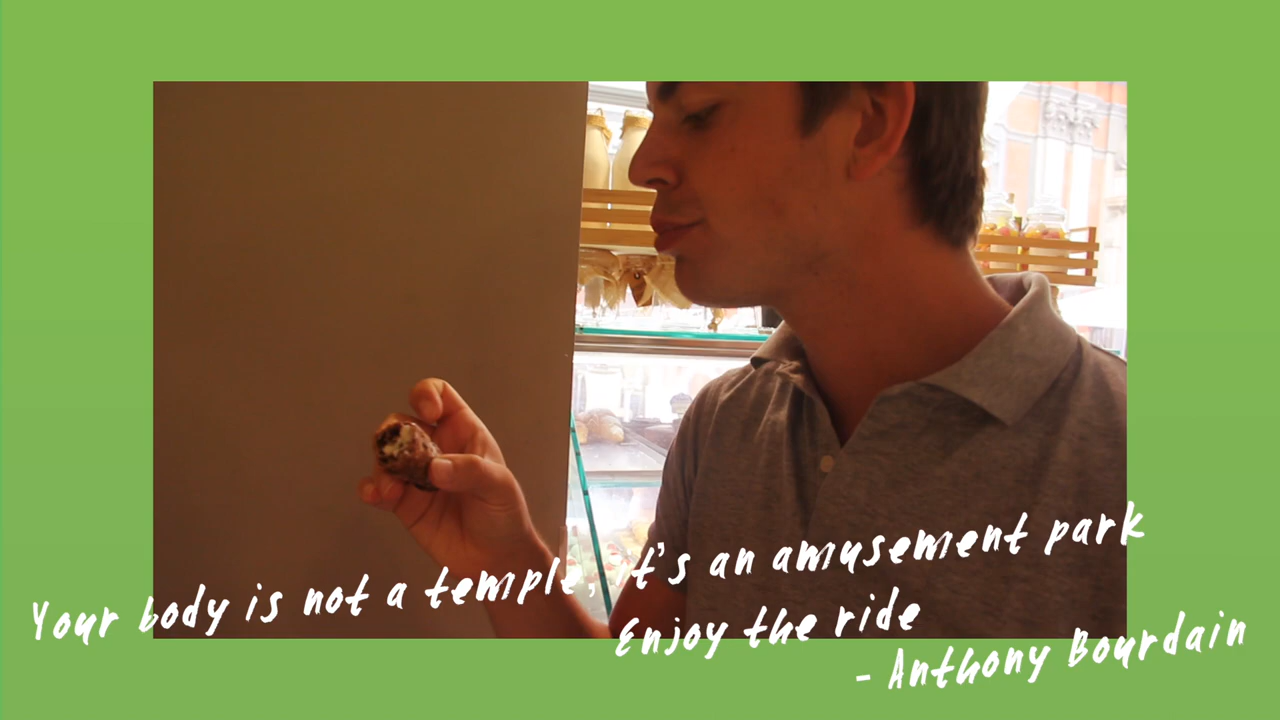 Your body is not a temple, it's an amusement park
Enjoy the ride
- Anthony Bourdain